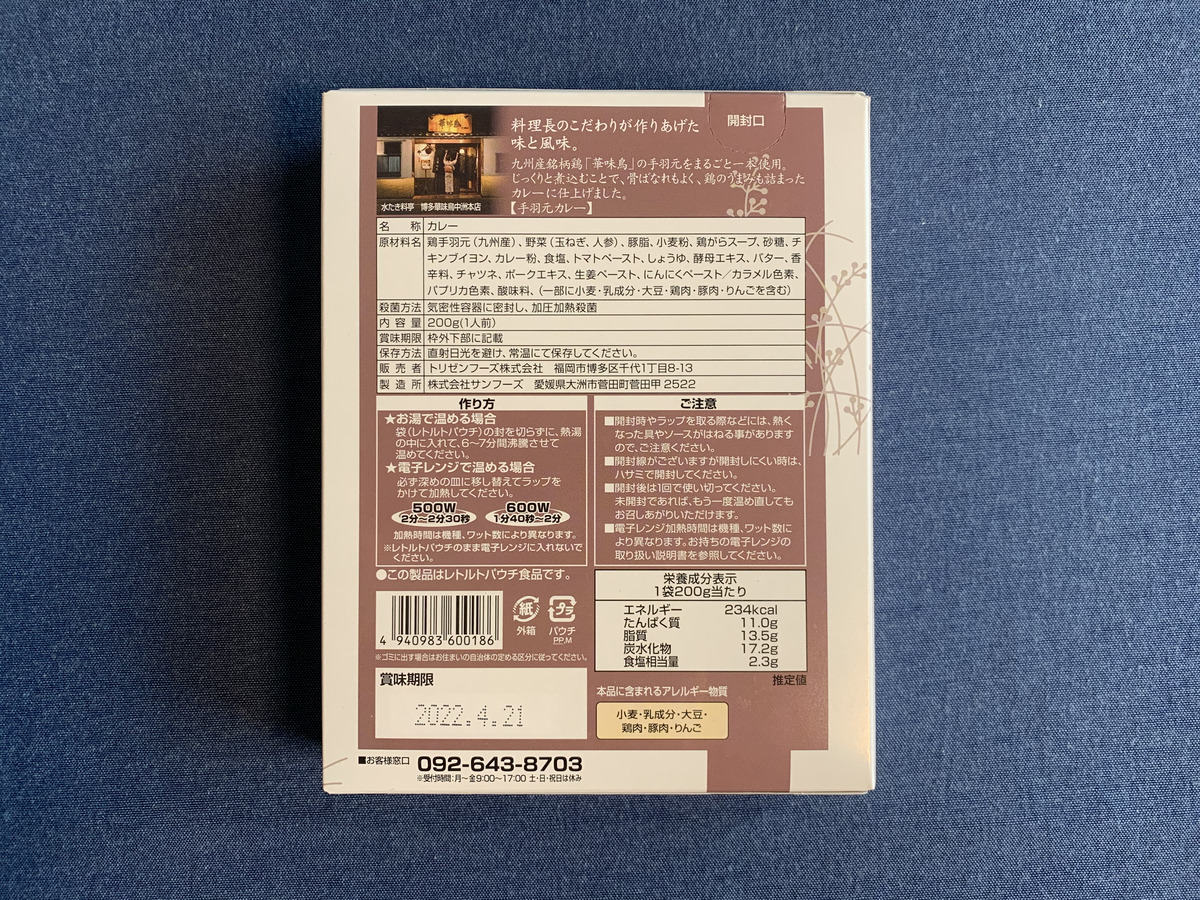 開封口
料理長のこだわりが作りあげた
味と風味。
九州産銘柄鶏「華味鳥」の手羽元をまるごと一本使用。
じっくりと煮込むことで、骨ばなれもよく、鶏のうまみも詰まった
カレーに仕上げました。
【手羽元カレー】
華味鳥
水たき料亭 博多華味鳥中洲本店
名称 カレー
原材料名 鶏手羽元（九州産）、野菜（玉ねぎ、人参）、豚脂、小麦粉、鶏がらスープ、砂糖、チ
キンブイヨン、カレー粉、食塩、トマトペースト、しょうゆ、酵母エキス、バター、香
辛料、チャツネ、ポークエキス、生姜ペースト、にんにくペースト／カラメル色素、
パプリカ色素、酸味料、（一部に小麦・乳成分・大豆・鶏肉・豚肉・りんごを含む）
殺菌方法 気密性容器に密封し、加圧加熱殺菌
内容量 200g(1人前)
賞味期限 枠外下部に記載
保存方法 直射日光を避け、常温にて保存してください。
販売者 トリゼンフーズ株式会社 福岡市博多区千代1丁目8-13
製造所 株式会社サンフーズ 愛媛県大洲市菅田町菅田甲 2522
作り方
★お湯で温める場合
袋（レトルトパウチ）の封を切らずに、熱湯
の中に入れて、6～7分間沸騰させて
温めてください。
★電子レンジで温める場合
必ず深めの皿に移し替えてラップを
かけて加熱してください。
500W 600W
2分～2分30秒 1分40秒～2分
加熱時間は機種、ワット数により異なります。
※レトルトパウチのまま電子レンジに入れないで
ください。
ご注意
■開封時やラップを取る際などには、熱く
なった具やソースがはねる事があります
ので、ご注意ください。
■開封線がございますが開封しにくい時は、
ハサミで開封してください。
■開封後は1回で使い切ってください。
未開封であれば、もう一度温め直しても
お召しあがりいただけます。
■電子レンジ加熱時間は機種、ワット数に
より異なります。お持ちの電子レンジの
取り扱い説明書を参照してください。
●この製品はレトルトパウチ食品です。
4 940983 600186
紙 プラ
外箱 パウチ
PP,M
※ゴミに出す場合はお住まいの自治体の定める区分に従ってください。
栄養成分表示
1袋200g当たり
エネルギー 234kcal
たんぱく質 11.0g
脂質 13.5g
炭水化物 17.2g
食塩相当量 2.3g
推定値
賞味期限
2022.4.21
本品に含まれるアレルギー物質
小麦・乳成分・大豆・
鶏肉・豚肉・りんご
■お客様窓口 092-643-8703
※受付時間：月～金9:00～17:00 土・日・祝日は休み